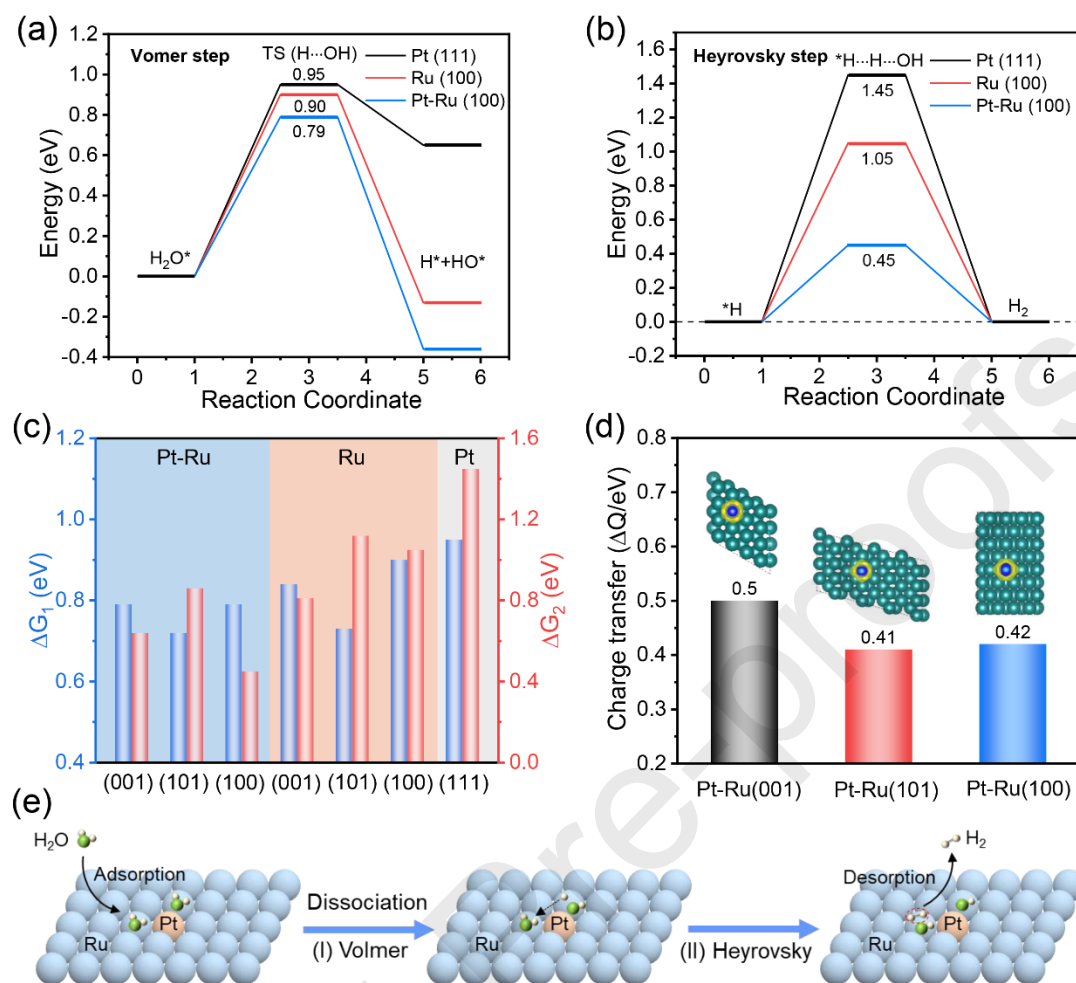 (a)
Vomer step
TS (H···OH)
Pt (111)
Ru (100)
Pt-Ru (100)
0.95
0.90
0.79
H₂O*
H*+HO*
1.2
1.0
0.8
0.6
0.4
0.2
0.0
-0.2
-0.4
Energy (eV)
0 1 2 3 4 5 6
Reaction Coordinate
(b)
Heyrovsky step
*H···H···OH
Pt (111)
Ru (100)
Pt-Ru (100)
1.45
1.05
0.45
*H
H₂
1.6
1.4
1.2
1.0
0.8
0.6
0.4
0.2
0.0
-0.2
Energy (eV)
0 1 2 3 4 5 6
Reaction Coordinate
(c)
Pt-Ru
Ru
Pt
1.2
1.0
0.8
0.6
0.4
ΔG₁ (eV)
1.6
1.2
0.8
0.4
0.0
ΔG₂ (eV)
(001) (101) (100) (001) (101) (100) (111)
(d)
0.8
0.7
0.6
0.5
0.4
0.3
0.2
Charge transfer (ΔQ/eV)
0.5
0.41
0.42
Pt-Ru(001) Pt-Ru(101) Pt-Ru(100)
(e)
H₂O
Adsorption
Pt
Ru
Dissociation
(I) Volmer
Pt
Ru
(II) Heyrovsky
H₂
Desorption
Pt
Ru
re-proofs